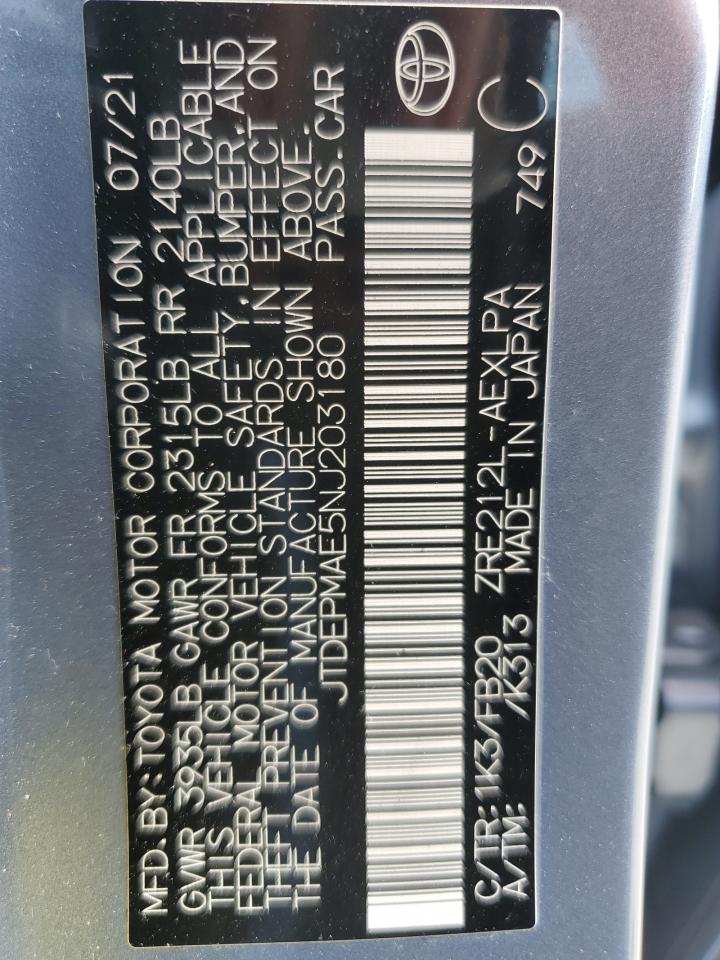 MFD.BY:TOYOTA MOTOR CORPORATION 07/21
GVWR 3935LB GAWR FR 2315LB RR 2140LB
THIS VEHICLE CONFORMS TO ALL APPLICABLE
FEDERAL MOTOR VEHICLE SAFETY,BUMPER,AND
THEFT PREVENTION STANDARDS IN EFFECT ON
THE DATE OF MANUFACTURE SHOWN ABOVE.
JTDEPMAE5NJ203180 PASS.CAR
C/TR:1K3/FB20 ZRE212L-AEXLPA 749 C
A/TM: /K313 MADE IN JAPAN